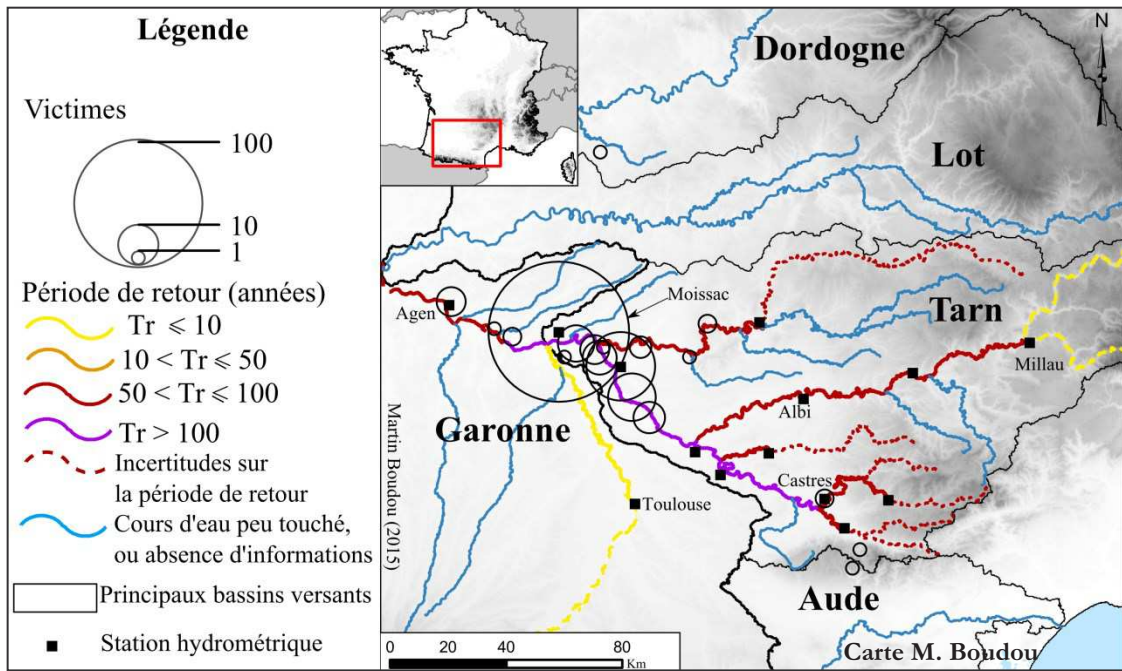 Légende
Victimes
100
10
1
Période de retour (années)
Tr ⩽ 10
10 < Tr ⩽ 50
50 < Tr ⩽ 100
Tr > 100
Incertitudes sur
la période de retour
Cours d'eau peu touché,
ou absence d'informations
Principaux bassins versants
Station hydrométrique
N
Dordogne
Lot
Moissac
Agen
Tarn
Millau
Albi
Garonne
Martin Boudou (2015)
Castres
Toulouse
Aude
0 20 40 80
Km
Carte M. Boudou